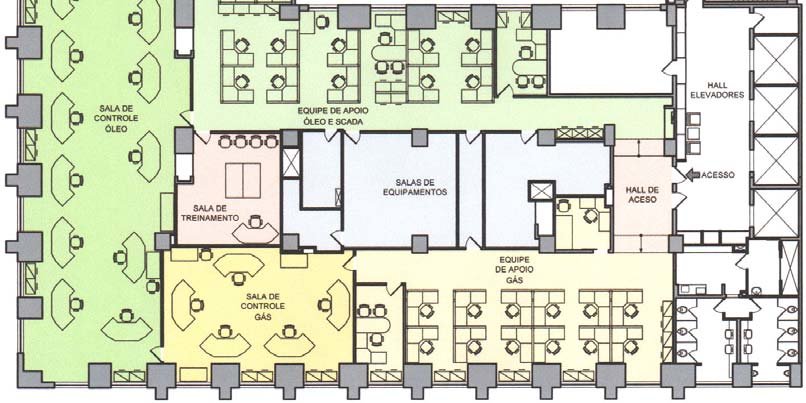 HALL
ELEVADORES
SALA DE
CONTROLE
ÓLEO
EQUIPE DE APOIO
ÓLEO E SCADA
ACESSO
SALAS DE
EQUIPAMENTOS
HALL DE
ACESO
SALA DE
TREINAMENTO
EQUIPE
DE APOIO
GÁS
SALA DE
CONTROLE
GÁS